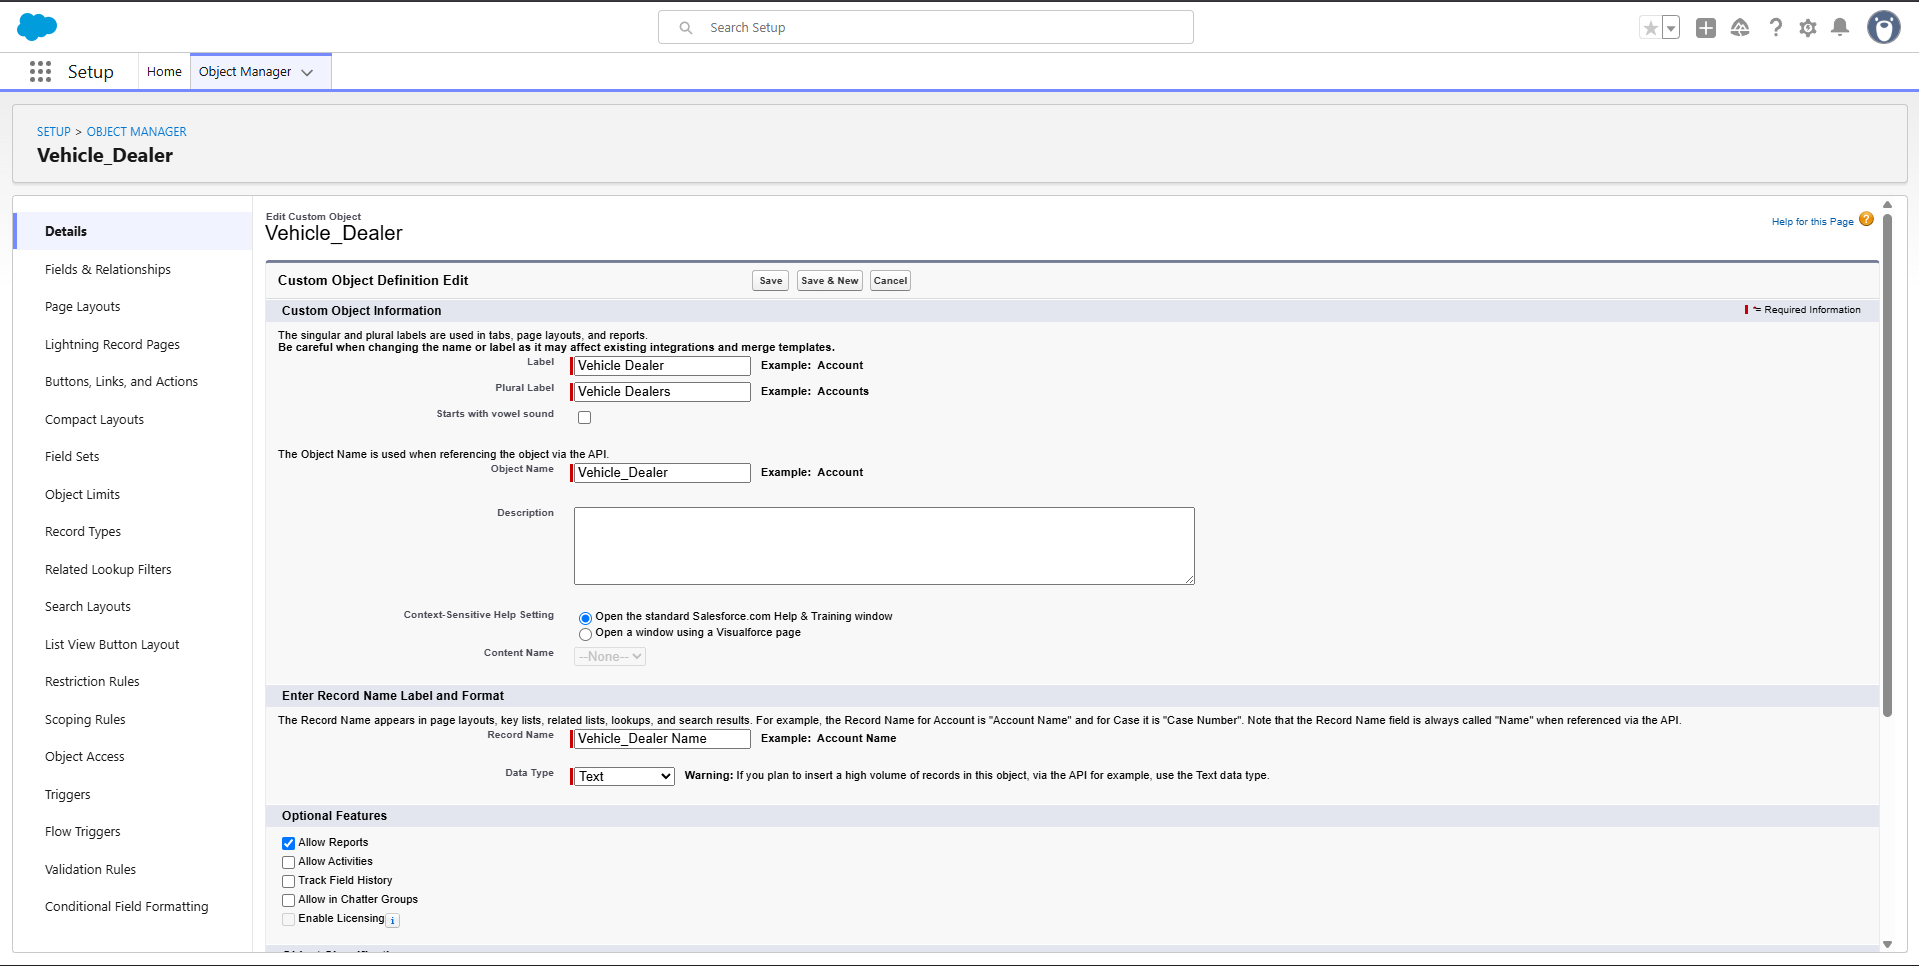 Search Setup
Setup
Home
Object Manager
SETUP > OBJECT MANAGER
Vehicle_Dealer
Details
Fields & Relationships
Page Layouts
Lightning Record Pages
Buttons, Links, and Actions
Compact Layouts
Field Sets
Object Limits
Record Types
Related Lookup Filters
Search Layouts
List View Button Layout
Restriction Rules
Scoping Rules
Object Access
Triggers
Flow Triggers
Validation Rules
Conditional Field Formatting
Edit Custom Object
Vehicle_Dealer
Help for this Page ?
Custom Object Definition Edit Save Save & New Cancel
Custom Object Information = Required Information
The singular and plural labels are used in tabs, page layouts, and reports.
Be careful when changing the name or label as it may affect existing integrations and merge templates.
Label Vehicle Dealer Example: Account
Plural Label Vehicle Dealers Example: Accounts
Starts with vowel sound
The Object Name is used when referencing the object via the API.
Object Name Vehicle_Dealer Example: Account
Description
Context-Sensitive Help Setting Open the standard Salesforce.com Help & Training window
Open a window using a Visualforce page
Content Name --None--
Enter Record Name Label and Format
The Record Name appears in page layouts, key lists, related lists, lookups, and search results. For example, the Record Name for Account is "Account Name" and for Case it is "Case Number". Note that the Record Name field is always called "Name" when referenced via the API.
Record Name Vehicle_Dealer Name Example: Account Name
Data Type Text Warning: If you plan to insert a high volume of records in this object, via the API for example, use the Text data type.
Optional Features
Allow Reports
Allow Activities
Track Field History
Allow in Chatter Groups
Enable Licensing i